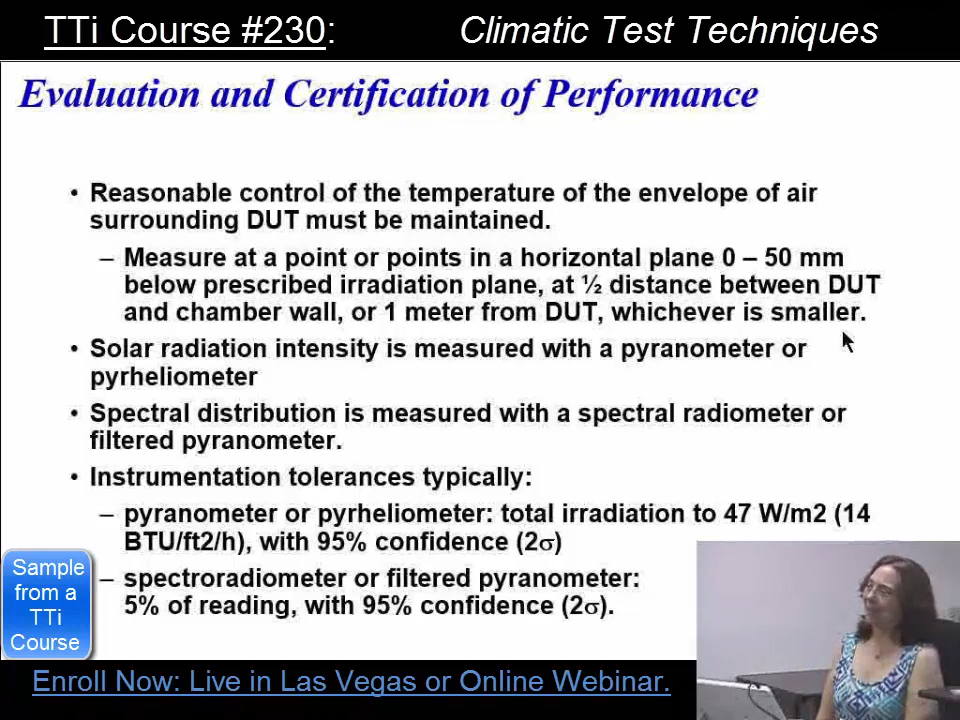 TTi Course #230: Climatic Test Techniques
Evaluation and Certification of Performance
• Reasonable control of the temperature of the envelope of air
surrounding DUT must be maintained.
– Measure at a point or points in a horizontal plane 0 – 50 mm
below prescribed irradiation plane, at ½ distance between DUT
and chamber wall, or 1 meter from DUT, whichever is smaller.
• Solar radiation intensity is measured with a pyranometer or
pyrheliometer
• Spectral distribution is measured with a spectral radiometer or
filtered pyranometer.
• Instrumentation tolerances typically:
– pyranometer or pyrheliometer: total irradiation to 47 W/m2 (14
BTU/ft2/h), with 95% confidence (2σ)
– spectroradiometer or filtered pyranometer:
5% of reading, with 95% confidence (2σ).
Sample
from a
TTi
Course
Enroll Now: Live in Las Vegas or Online Webinar.